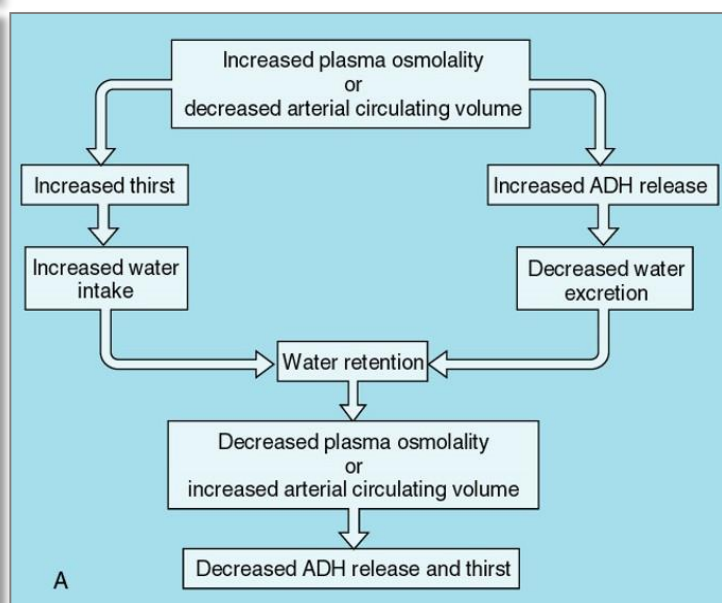 Increased plasma osmolality
or
decreased arterial circulating volume
Increased thirst
Increased ADH release
Increased water
intake
Decreased water
excretion
Water retention
Decreased plasma osmolality
or
increased arterial circulating volume
Decreased ADH release and thirst
A